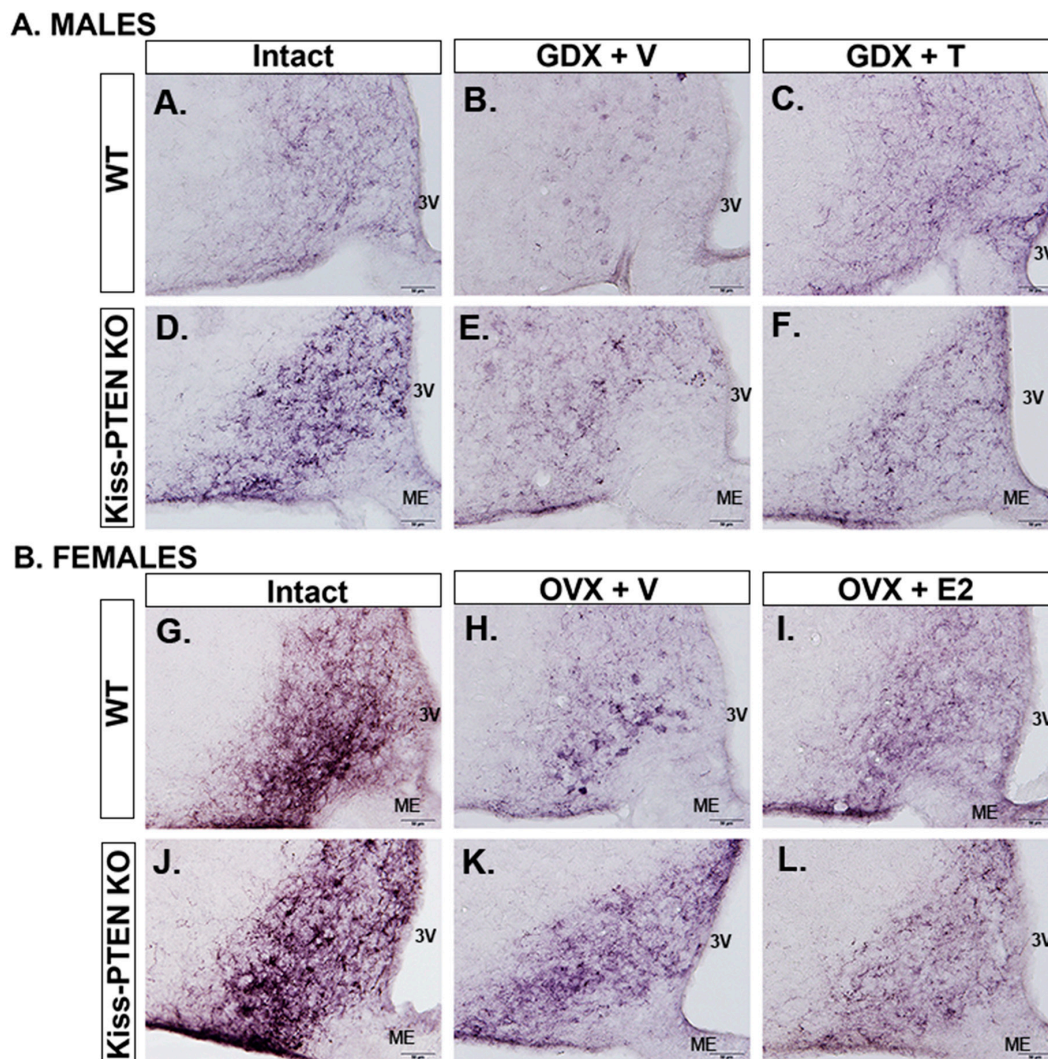 A. MALES
Intact
GDX + V
GDX + T
WT
A.
B.
C.
3V
3V
3V
Kiss-PTEN KO
D.
E.
F.
3V
3V
3V
ME
ME
ME
B. FEMALES
Intact
OVX + V
OVX + E2
WT
G.
H.
I.
3V
3V
3V
ME
ME
ME
Kiss-PTEN KO
J.
K.
L.
3V
3V
3V
ME
ME
ME